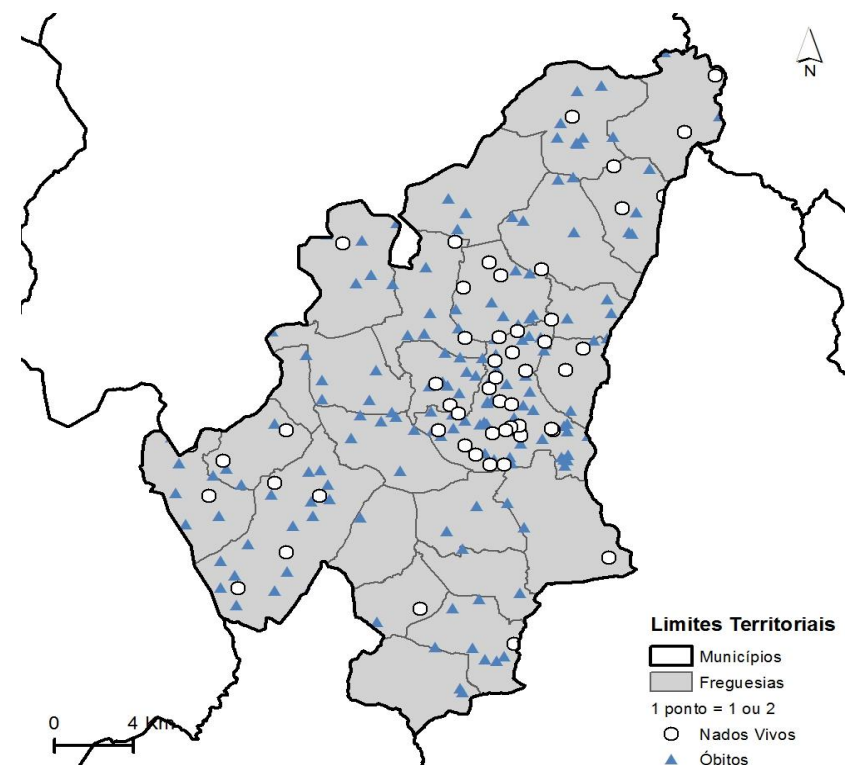 N
Limites Territoriais
Municípios
Freguesias
1 ponto = 1 ou 2
Nados Vivos
Óbitos
0 4 Km